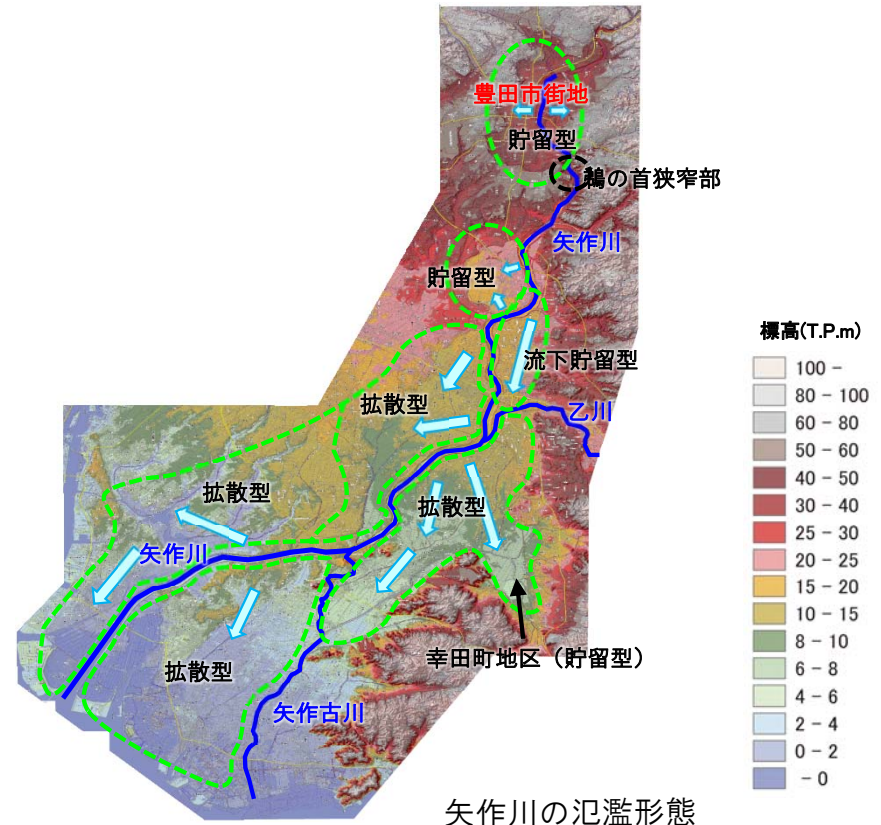 豊田市街地
貯留型
鵜の首狭窄部
矢作川
貯留型
流下貯留型
乙川
拡散型
拡散型
拡散型
矢作川
拡散型
幸田町地区（貯留型）
矢作古川
標高(T.P.m)
100 -
80 - 100
60 - 80
50 - 60
40 - 50
30 - 40
25 - 30
20 - 25
15 - 20
10 - 15
8 - 10
6 - 8
4 - 6
2 - 4
0 - 2
- 0
矢作川の氾濫形態